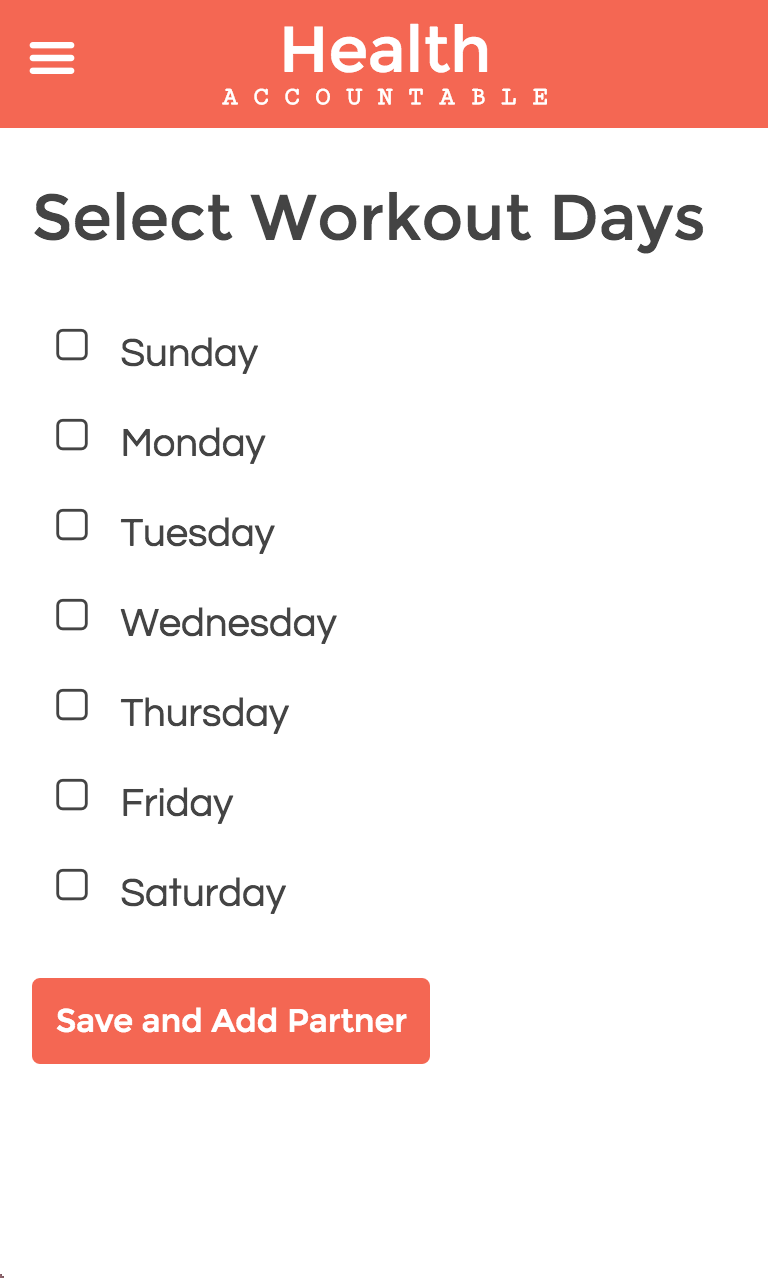 Health
ACCOUNTABLE
Select Workout Days
Sunday
Monday
Tuesday
Wednesday
Thursday
Friday
Saturday
Save and Add Partner